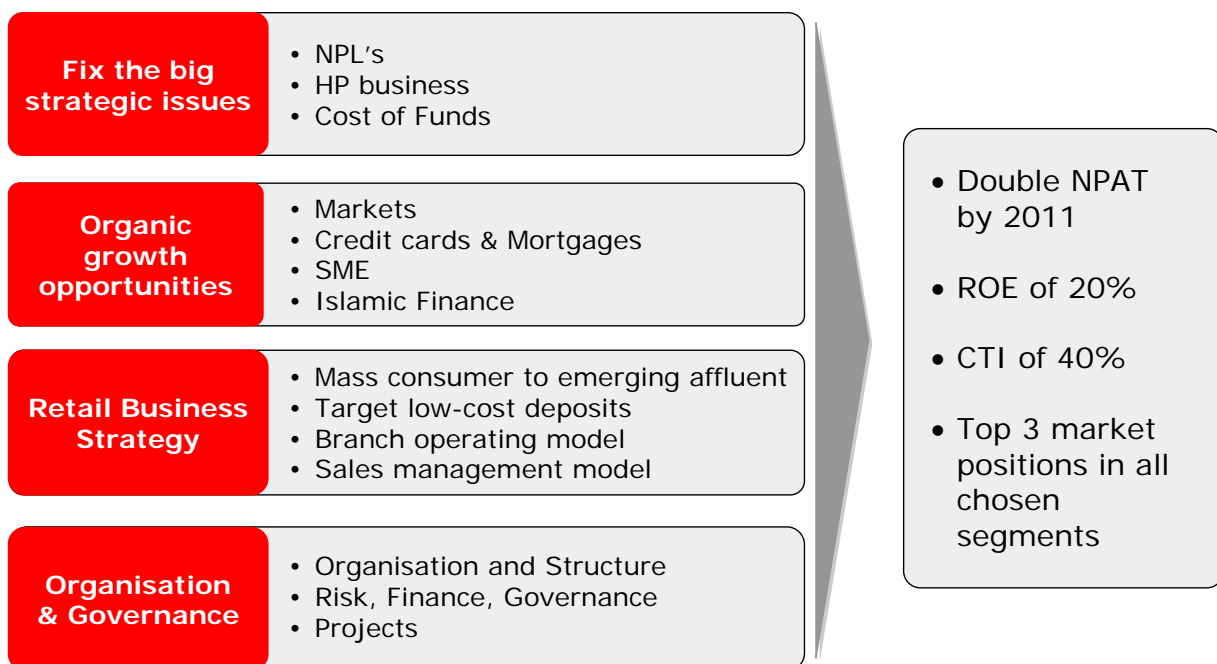 Fix the big
strategic issues
• NPL's
• HP business
• Cost of Funds
Organic
growth
opportunities
• Markets
• Credit cards & Mortgages
• SME
• Islamic Finance
Retail Business
Strategy
• Mass consumer to emerging affluent
• Target low-cost deposits
• Branch operating model
• Sales management model
Organisation
& Governance
• Organisation and Structure
• Risk, Finance, Governance
• Projects
• Double NPAT
by 2011
• ROE of 20%
• CTI of 40%
• Top 3 market
positions in all
chosen
segments